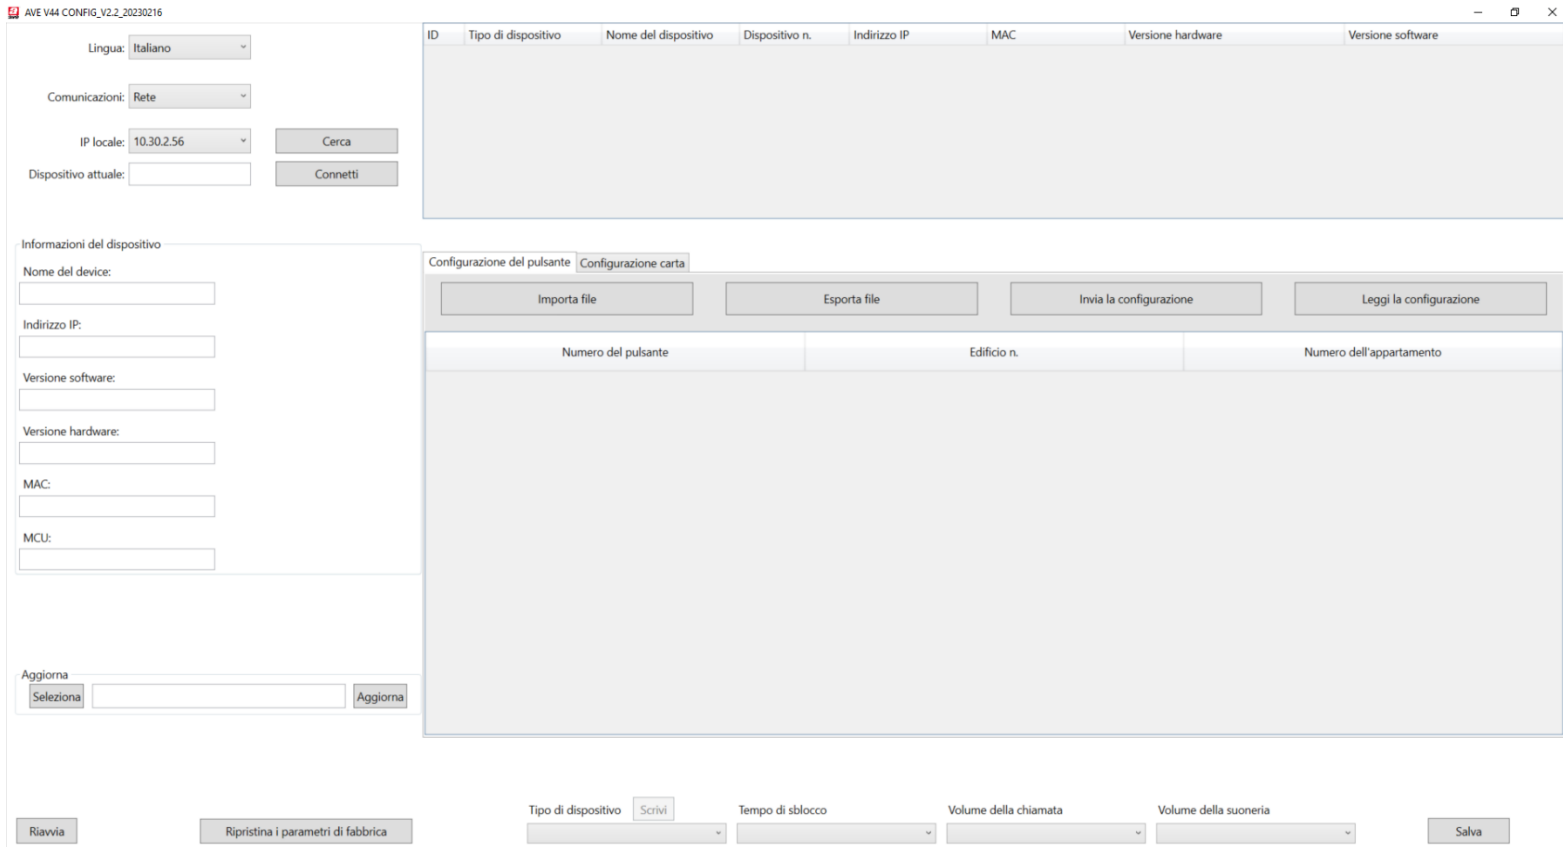 AVE V44 CONFIG_V2.2_20230216
Lingua: Italiano
Comunicazioni: Rete
IP locale: 10.30.2.56 Cerca
Dispositivo attuale: Connetti
ID Tipo di dispositivo Nome del dispositivo Dispositivo n. Indirizzo IP MAC Versione hardware Versione software
Informazioni del dispositivo
Nome del device:
Indirizzo IP:
Versione software:
Versione hardware:
MAC:
MCU:
Configurazione del pulsante Configurazione carta
Importa file Esporta file Invia la configurazione Leggi la configurazione
Numero del pulsante Edificio n. Numero dell'appartamento
Aggiorna
Seleziona Aggiorna
Tipo di dispositivo Scrivi Tempo di sblocco Volume della chiamata Volume della suoneria
Riavvia Ripristina i parametri di fabbrica Salva